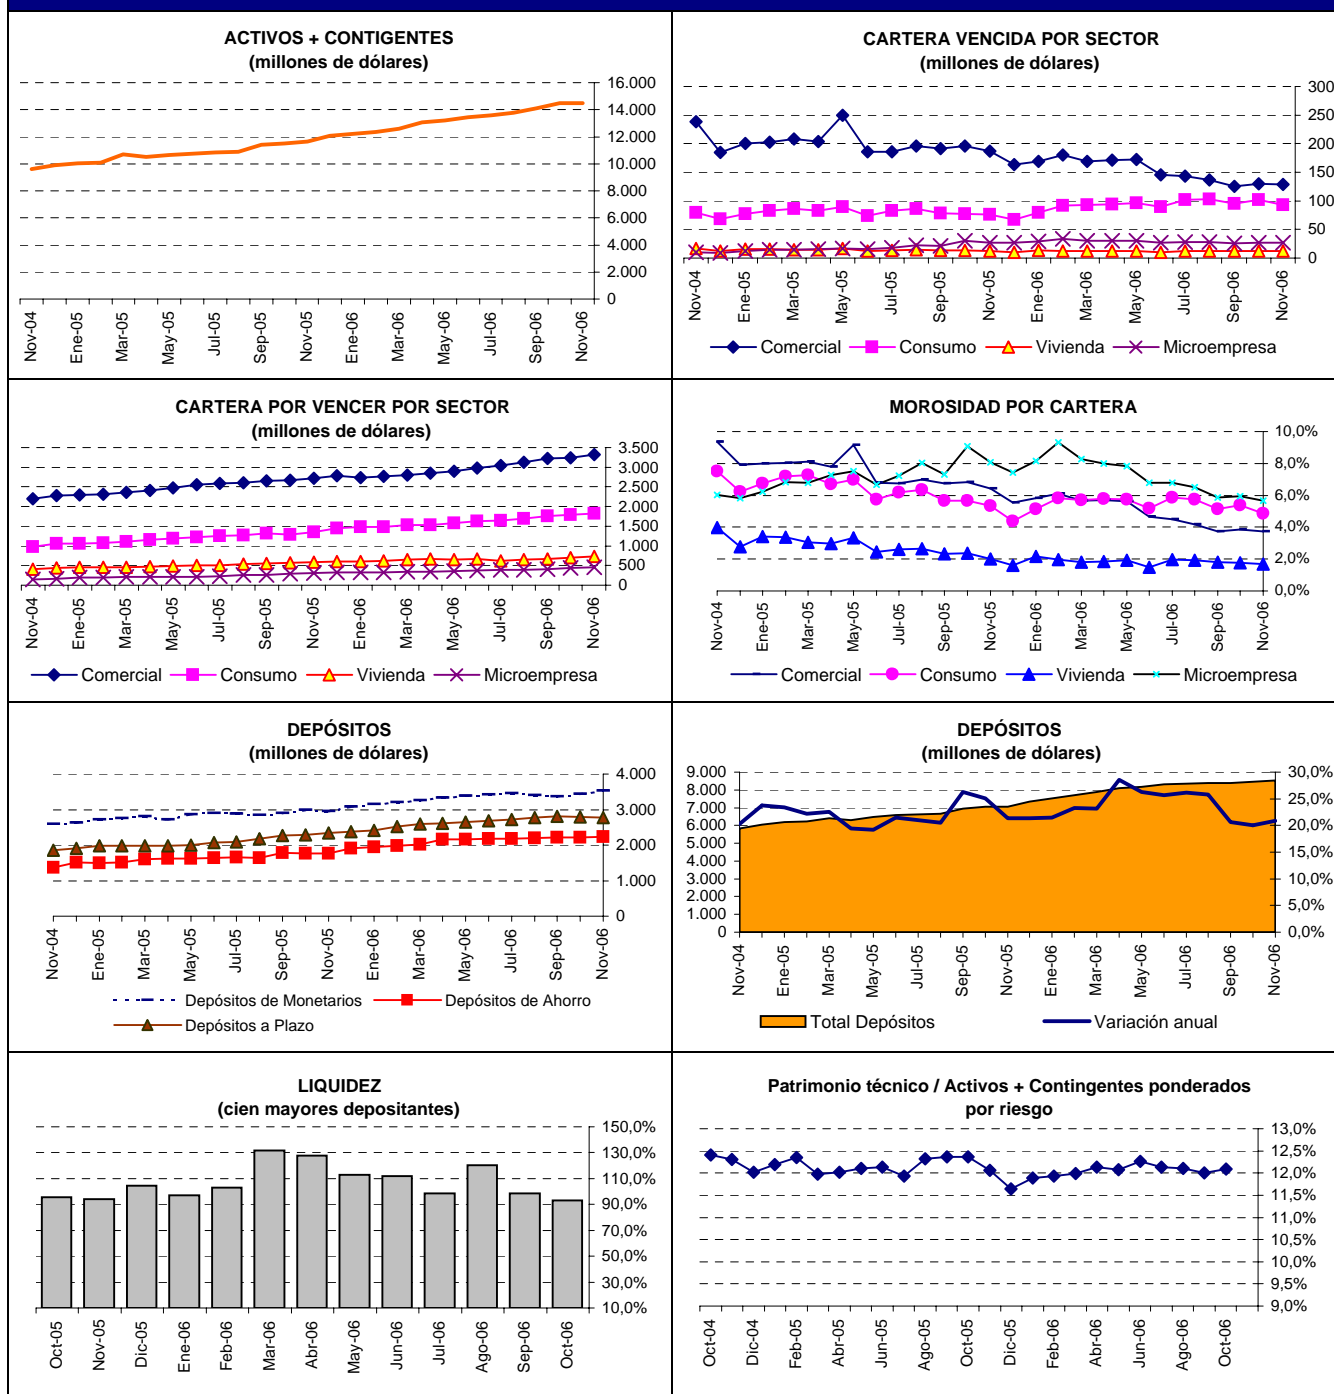 ACTIVOS + CONTIGENTES
(millones de dólares)
16.000
14.000
12.000
10.000
8.000
6.000
4.000
2.000
0
Nov-04
Ene-05
Mar-05
May-05
Jul-05
Sep-05
Nov-05
Ene-06
Mar-06
May-06
Jul-06
Sep-06
Nov-06
CARTERA VENCIDA POR SECTOR
(millones de dólares)
300
250
200
150
100
50
0
Nov-04
Ene-05
Mar-05
May-05
Jul-05
Sep-05
Nov-05
Ene-06
Mar-06
May-06
Jul-06
Sep-06
Nov-06
Comercial Consumo Vivienda Microempresa
CARTERA POR VENCER POR SECTOR
(millones de dólares)
3.500
3.000
2.500
2.000
1.500
1.000
500
0
Nov-04
Ene-05
Mar-05
May-05
Jul-05
Sep-05
Nov-05
Ene-06
Mar-06
May-06
Jul-06
Sep-06
Nov-06
Comercial Consumo Vivienda Microempresa
MOROSIDAD POR CARTERA
10,0%
8,0%
6,0%
4,0%
2,0%
0,0%
Nov-04
Ene-05
Mar-05
May-05
Jul-05
Sep-05
Nov-05
Ene-06
Mar-06
May-06
Jul-06
Sep-06
Nov-06
Comercial Consumo Vivienda Microempresa
DEPÓSITOS
(millones de dólares)
4.000
3.000
2.000
1.000
0
Nov-04
Ene-05
Mar-05
May-05
Jul-05
Sep-05
Nov-05
Ene-06
Mar-06
May-06
Jul-06
Sep-06
Nov-06
Depósitos de Monetarios Depósitos de Ahorro
Depósitos a Plazo
DEPÓSITOS
(millones de dólares)
9.000
8.000
7.000
6.000
5.000
4.000
3.000
2.000
1.000
0
30,0%
25,0%
20,0%
15,0%
10,0%
5,0%
0,0%
Nov-04
Ene-05
Mar-05
May-05
Jul-05
Sep-05
Nov-05
Ene-06
Mar-06
May-06
Jul-06
Sep-06
Nov-06
Total Depósitos Variación anual
LIQUIDEZ
(cien mayores depositantes)
150,0%
130,0%
110,0%
90,0%
70,0%
50,0%
30,0%
10,0%
Oct-05
Nov-05
Dic-05
Ene-06
Feb-06
Mar-06
Abr-06
May-06
Jun-06
Jul-06
Ago-06
Sep-06
Oct-06
Patrimonio técnico / Activos + Contingentes ponderados
por riesgo
13,0%
12,5%
12,0%
11,5%
11,0%
10,5%
10,0%
9,5%
9,0%
Oct-04
Dic-04
Feb-05
Abr-05
Jun-05
Ago-05
Oct-05
Dic-05
Feb-06
Abr-06
Jun-06
Ago-06
Oct-06